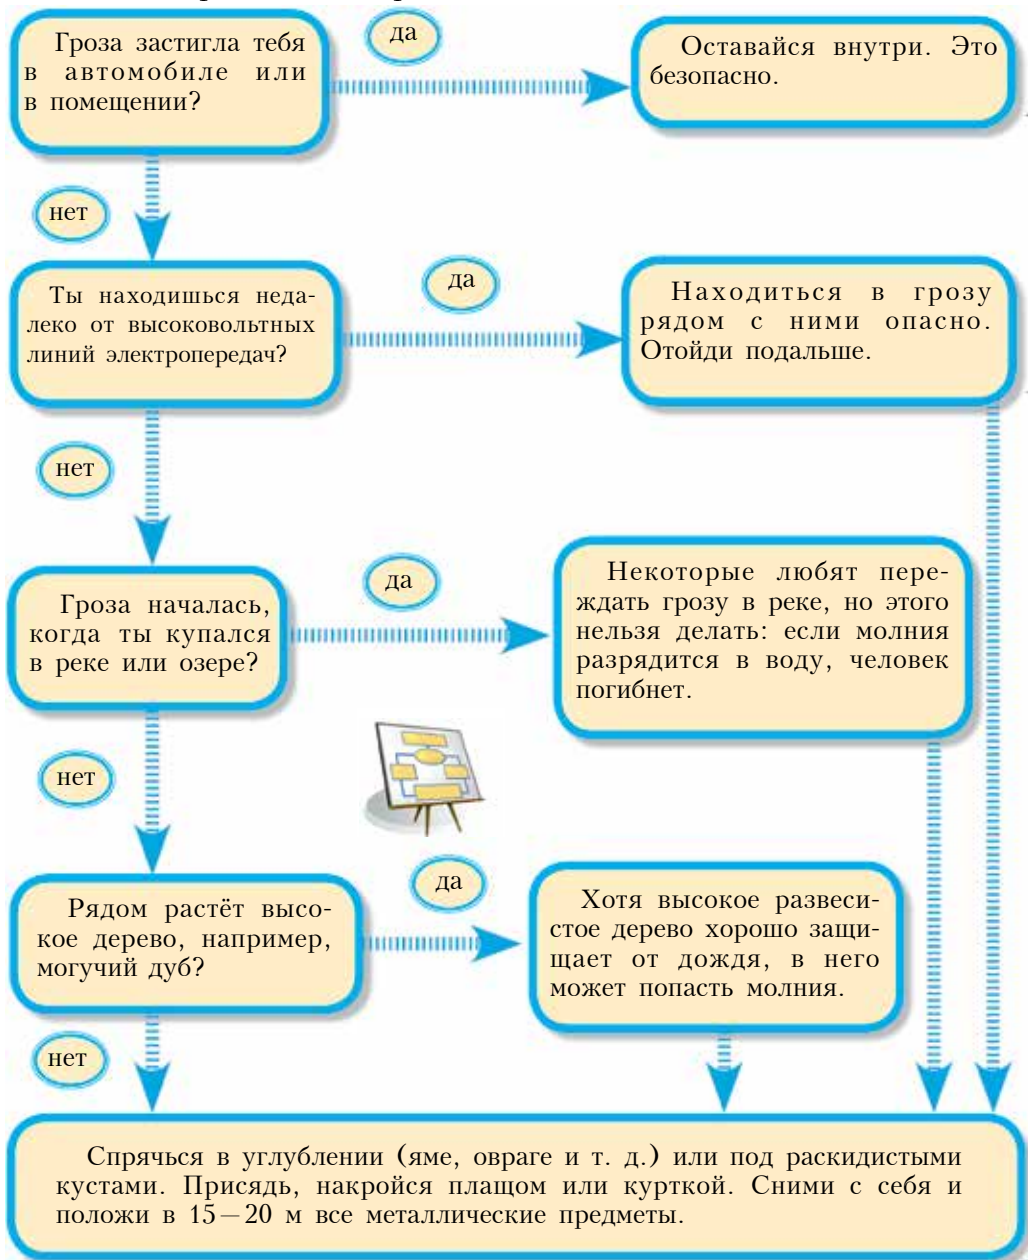 Гроза застигла тебя
в автомобиле или
в помещении?
да
Оставайся внутри. Это
безопасно.
нет
Ты находишься неда-
леко от высоковольтных
линий электропередач?
да
Находиться в грозу
рядом с ними опасно.
Отойди подальше.
нет
Гроза началась,
когда ты купался
в реке или озере?
да
Некоторые любят пере-
ждать грозу в реке, но этого
нельзя делать: если молния
разрядится в воду, человек
погибнет.
нет
Рядом растёт высо-
кое дерево, например,
могучий дуб?
да
Хотя высокое развеси-
стое дерево хорошо защи-
щает от дождя, в него
может попасть молния.
нет
Спрячься в углублении (яме, овраге и т. д.) или под раскидистыми
кустами. Присядь, накройся плащом или курткой. Сними с себя и
положи в 15—20 м все металлические предметы.